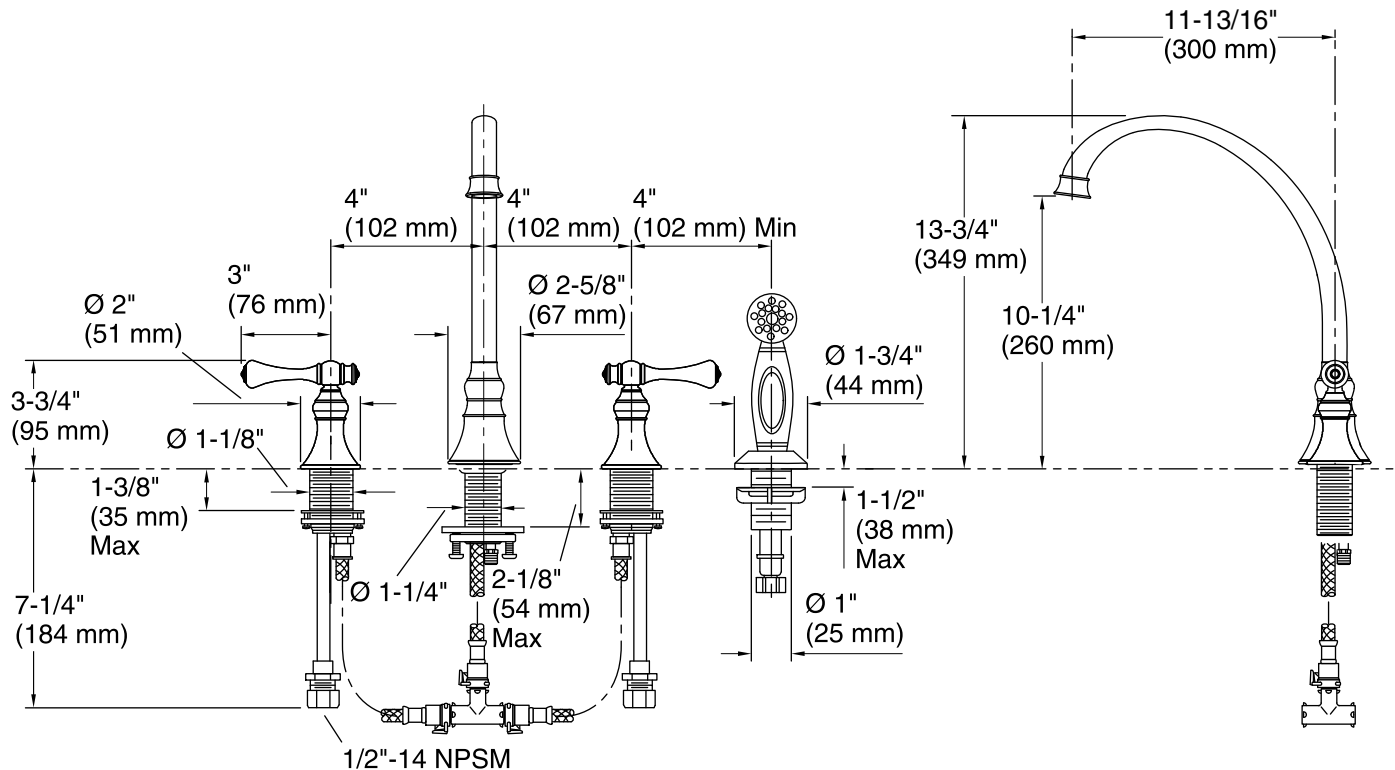 11-13/16"
(300 mm)
4"
(102 mm)
4"
(102 mm)
4"
(102 mm) Min
13-3/4"
(349 mm)
3"
(76 mm)
Ø 2"
(51 mm)
Ø 2-5/8"
(67 mm)
10-1/4"
(260 mm)
Ø 1-3/4"
(44 mm)
3-3/4"
(95 mm)
Ø 1-1/8"
1-3/8"
(35 mm)
Max
1-1/2"
(38 mm)
Max
Ø 1-1/4"
2-1/8"
(54 mm)
Max
7-1/4"
(184 mm)
Ø 1"
(25 mm)
1/2"-14 NPSM